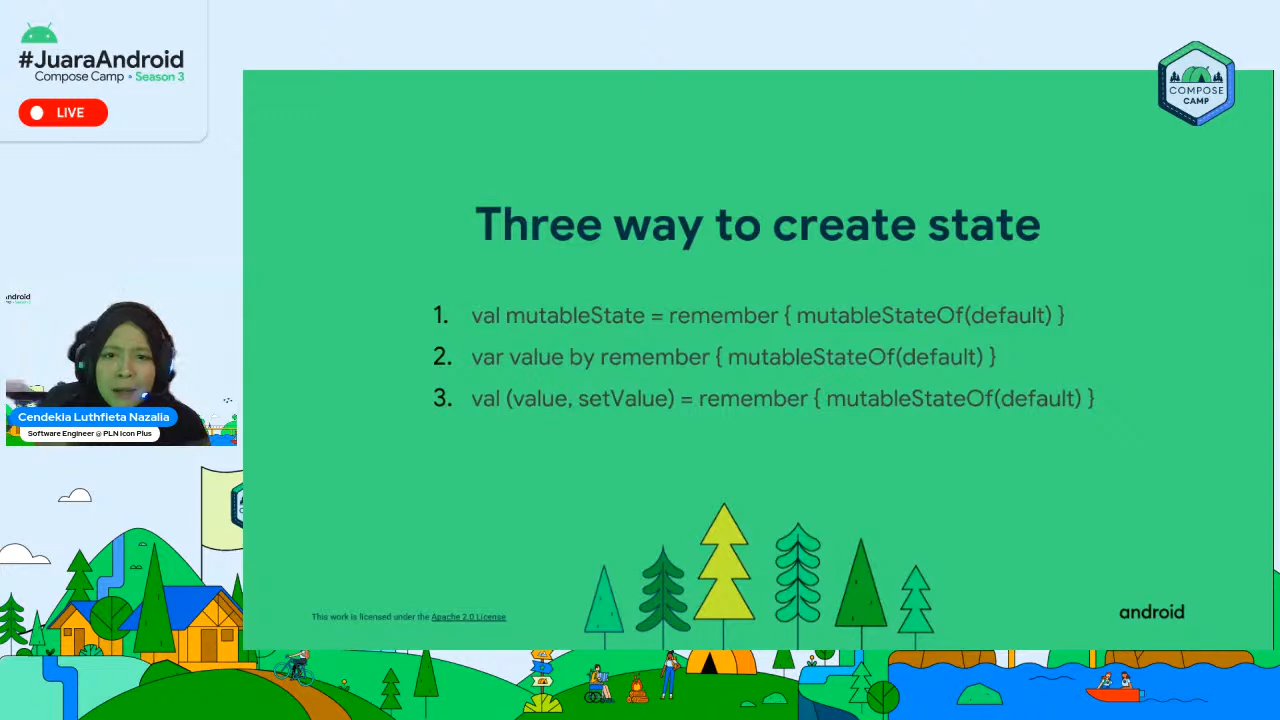 #JuaraAndroid
Compose Camp • Season 3
LIVE
COMPOSE
CAMP
Three way to create state
1. val mutableState = remember { mutableStateOf(default) }
2. var value by remember { mutableStateOf(default) }
3. val (value, setValue) = remember { mutableStateOf(default) }
ndroid
Cendekia Luthfieta Nazalia
Software Engineer @ PLN Icon Plus
This work is licensed under the Apache 2.0 License
android